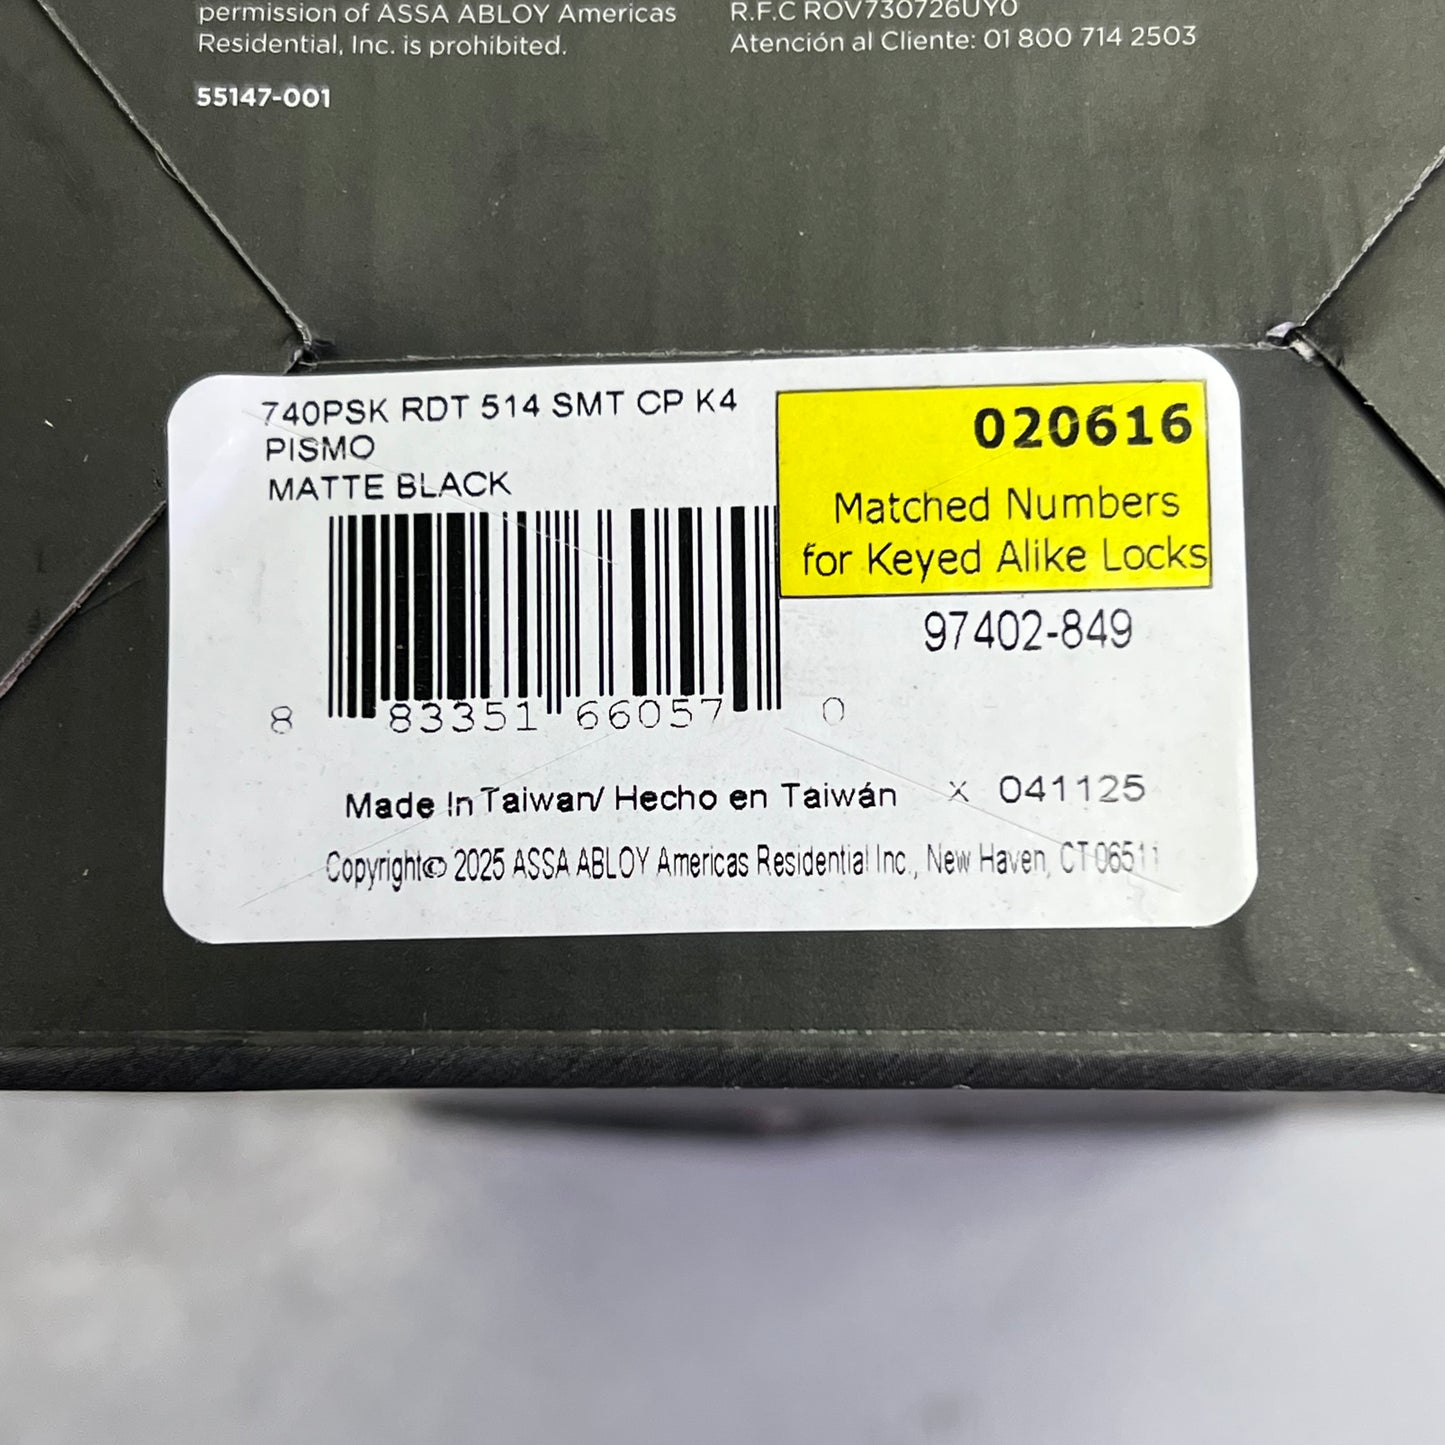 permission of ASSA ABLOY Americas
Residential, Inc. is prohibited.
55147-001
R.F.C ROV730726UY0
Atención al Cliente: 01 800 714 2503
740PSK RDT 514 SMT CP K4
PISMO
MATTE BLACK
020616
Matched Numbers
for Keyed Alike Locks
97402-849
8 83351 66057 0
Made In Taiwan/ Hecho en Taiwán X 041125
Copyright© 2025 ASSA ABLOY Americas Residential Inc., New Haven, CT 06511